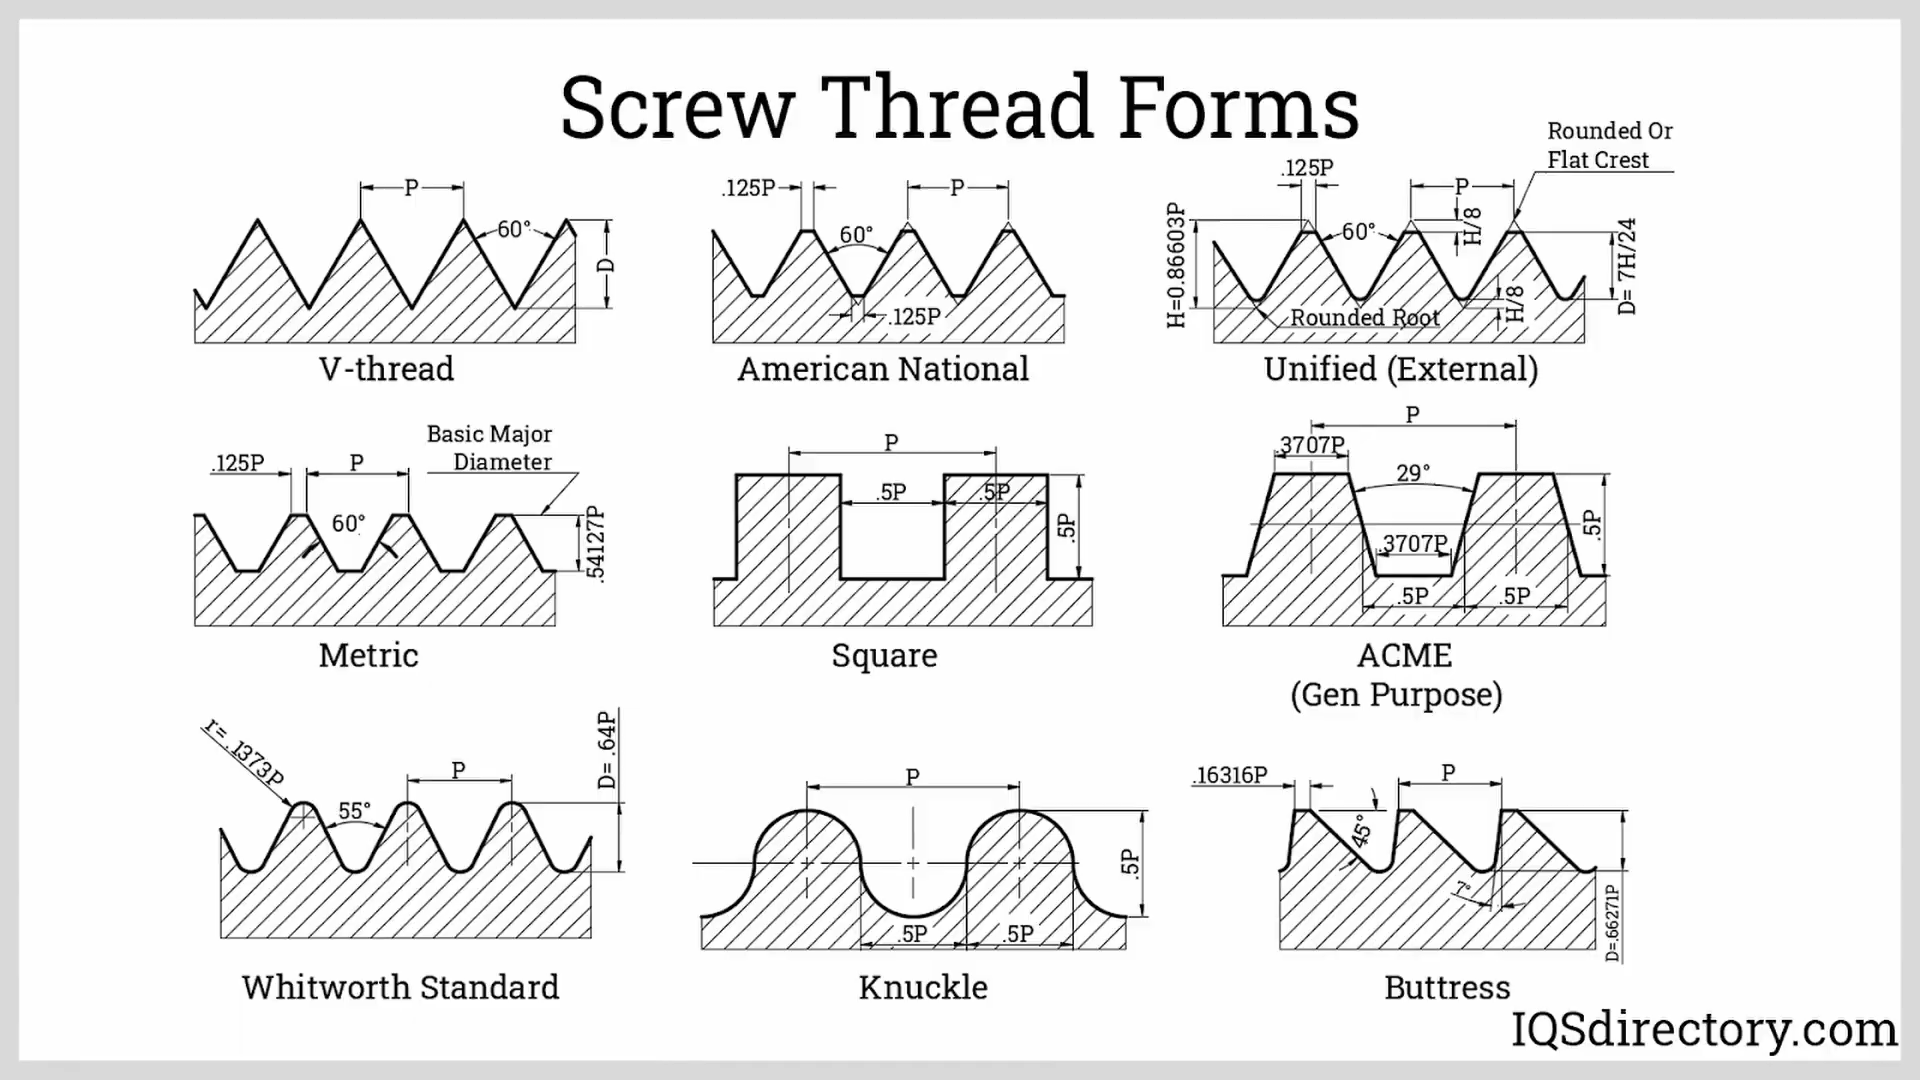 Screw Thread Forms
P
60°
D
V-thread
.125P
P
60°
.125P
American National
Rounded Or
Flat Crest
.125P
P
H/8
60°
H=0.86603P
D= 7H/24
H/8
Rounded Root
Unified (External)
Basic Major
Diameter
.125P
P
60°
.54127P
Metric
P
.5P
.5P
.5P
Square
P
.3707P
29°
.5P
.3707P
.5P
.5P
ACME
(Gen Purpose)
r=.1373P
P
D= .64P
55°
Whitworth Standard
P
.5P
.5P
.5P
Knuckle
.16316P
P
45°
7°
D=.66271P
Buttress
IQSdirectory.com